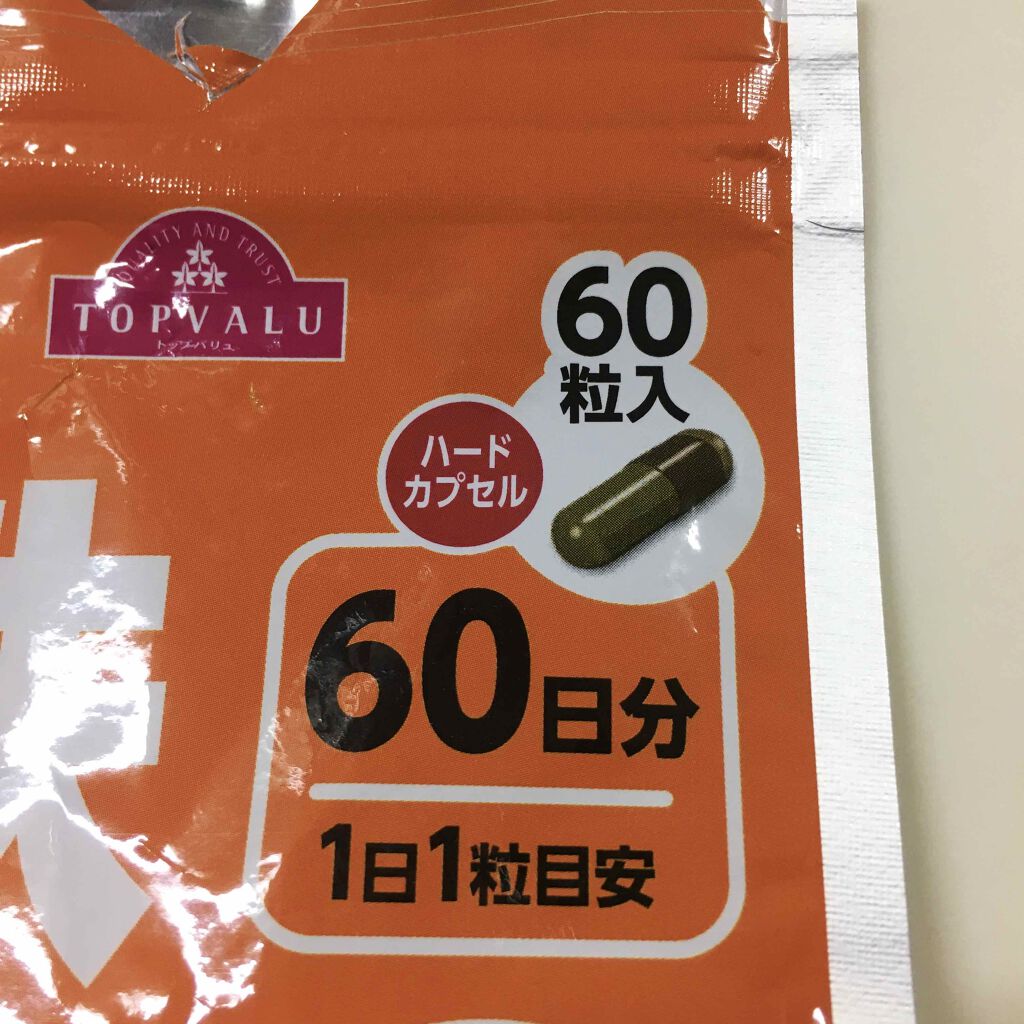 QUALITY AND TRUST
TOPVALU
トップバリュ
60
粒入
ハード
カプセル
60日分
1日1粒目安